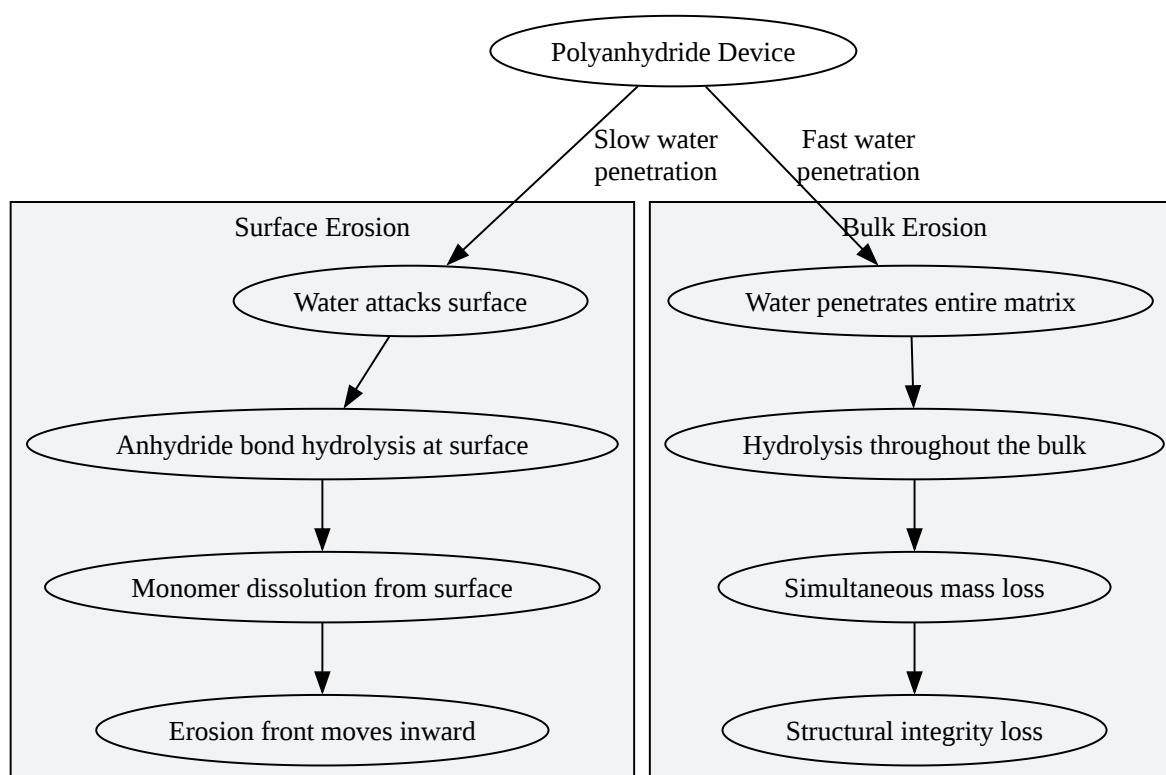 Polyanhydride Device
Slow water
penetration
Fast water
penetration
Surface Erosion
Water attacks surface
Anhydride bond hydrolysis at surface
Monomer dissolution from surface
Erosion front moves inward
Bulk Erosion
Water penetrates entire matrix
Hydrolysis throughout the bulk
Simultaneous mass loss
Structural integrity loss